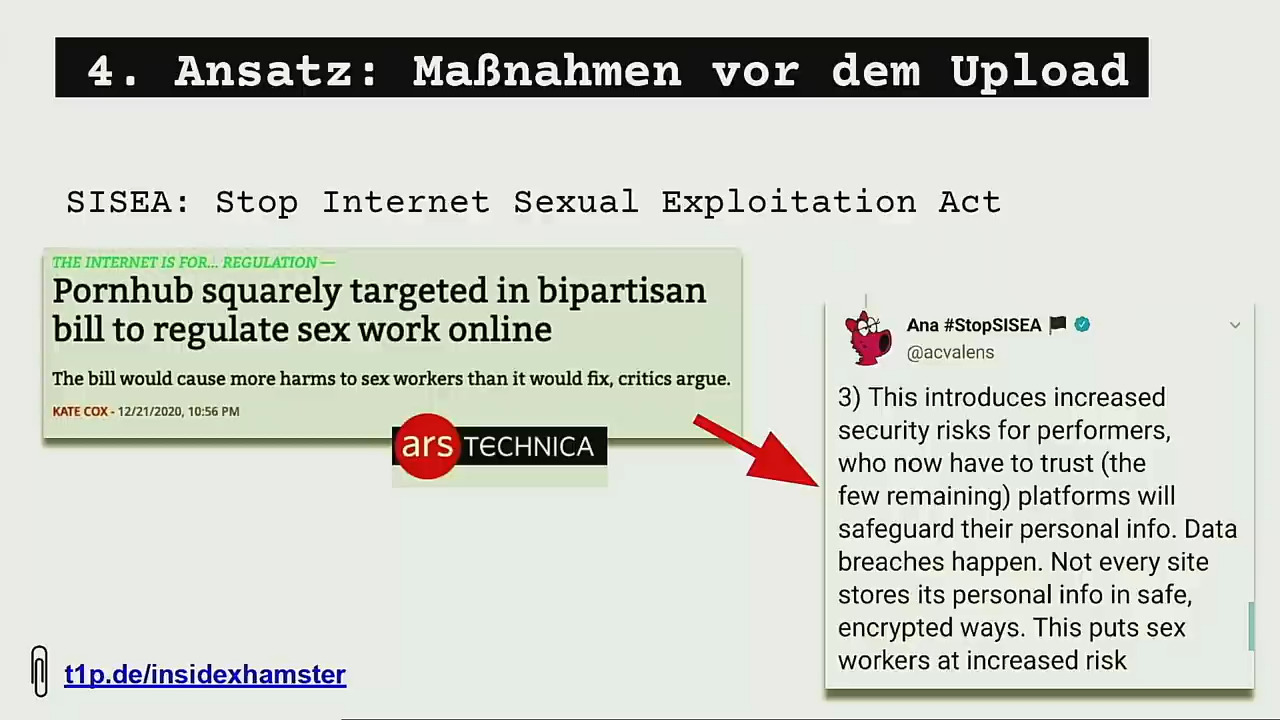 4. Ansatz: Maßnahmen vor dem Upload
SISEA: Stop Internet Sexual Exploitation Act
THE INTERNET IS FOR... REGULATION —
Pornhub squarely targeted in bipartisan
bill to regulate sex work online
The bill would cause more harms to sex workers than it would fix, critics argue.
KATE COX - 12/21/2020, 10:56 PM
ars TECHNICA
Ana #StopSISEA
@acvalens
3) This introduces increased
security risks for performers,
who now have to trust (the
few remaining) platforms will
safeguard their personal info. Data
breaches happen. Not every site
stores its personal info in safe,
encrypted ways. This puts sex
workers at increased risk
t1p.de/insidexhamster